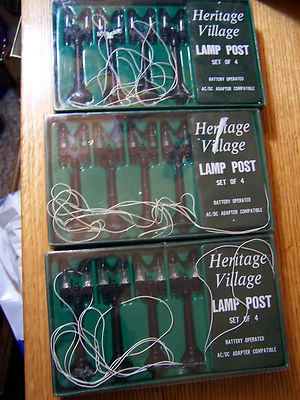 Heritage
Village
LAMP POST
SET OF 4
BATTERY OPERATED
AC/DC ADAPTER COMPATIBLE
Heritage
Village
LAMP POST
SET OF 4
BATTERY OPERATED
AC/DC ADAPTER COMPATIBLE
Heritage
Village
LAMP POST
SET OF 4
BATTERY OPERATED
AC/DC ADAPTER COMPATIBLE